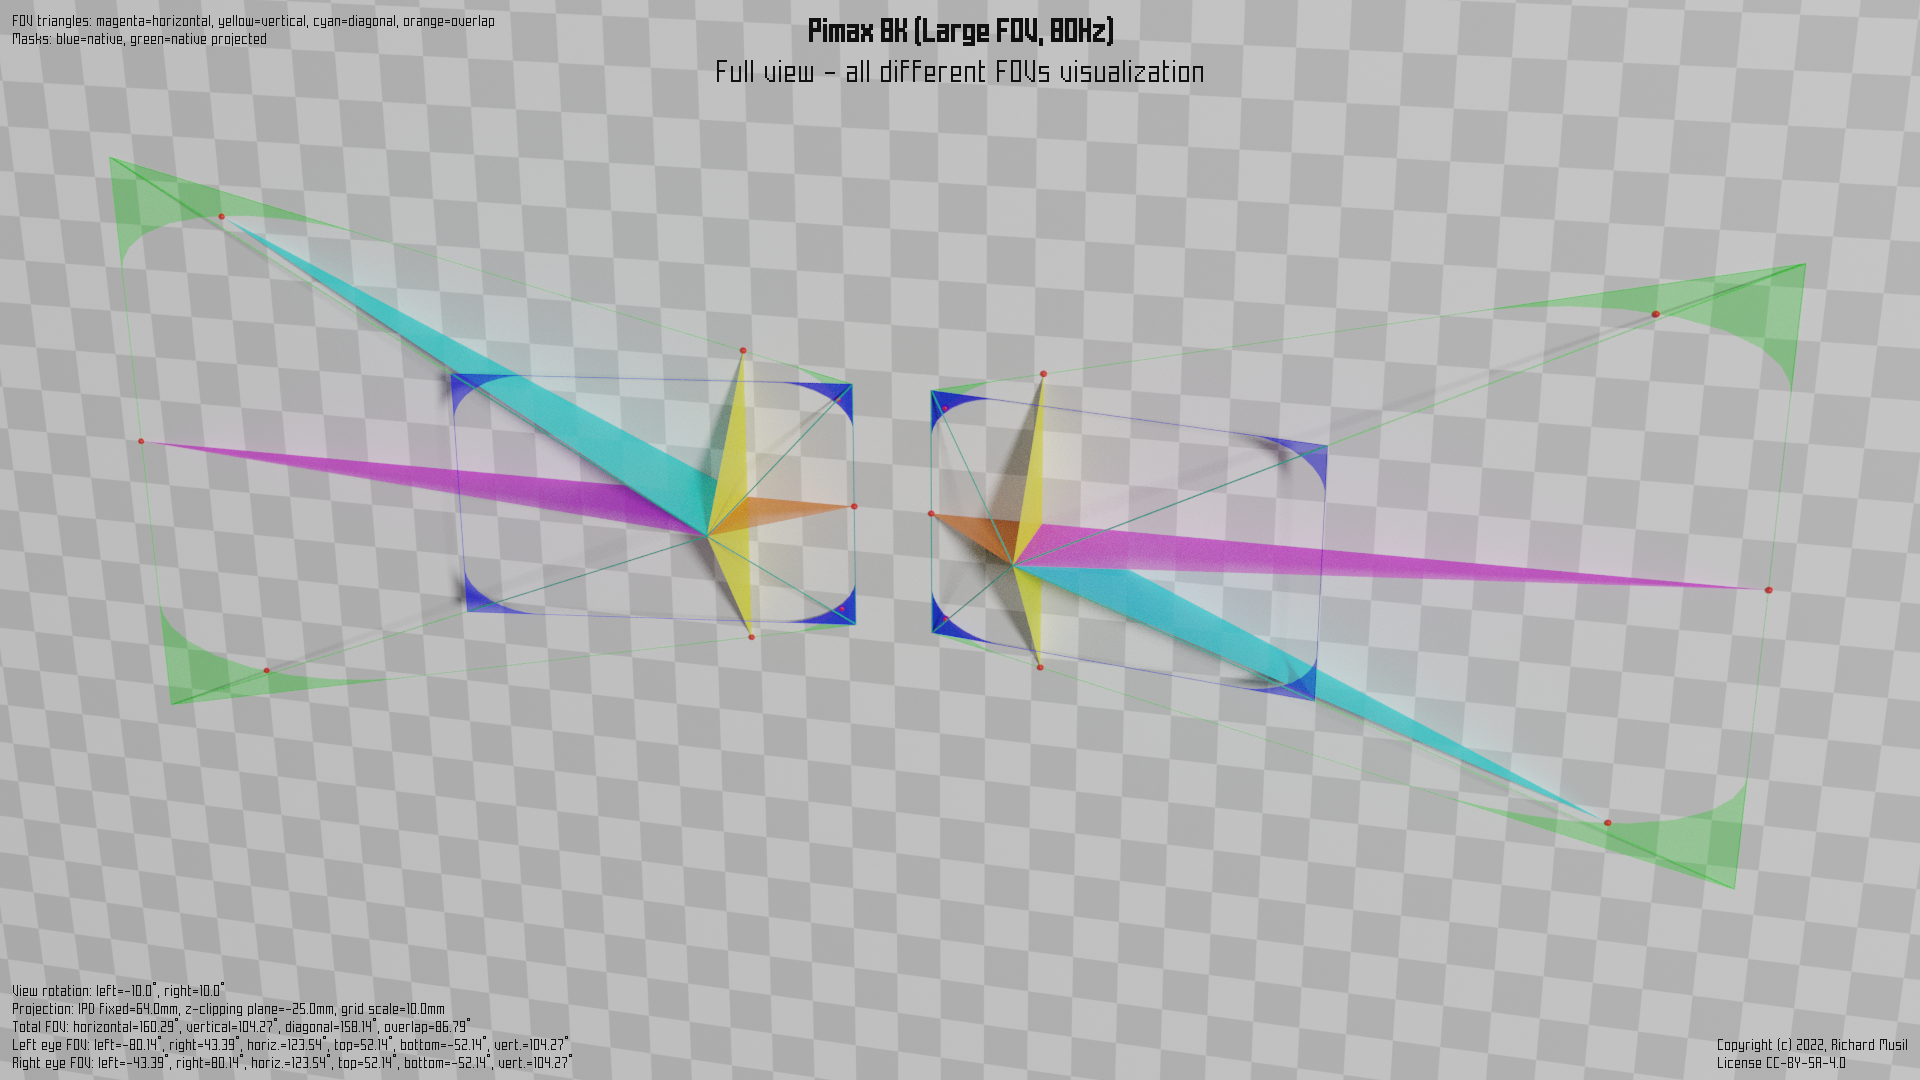 FOV triangles: magenta=horizontal, yellow=vertical, cyan=diagonal, orange=overlap
Masks: blue=native, green=native projected
Pimax 8K (Large FOV, 80Hz)
Full view - all different FOVs visualization
View rotation: left=-10.0°, right=10.0°
Projection: IPD fixed=64.0mm, z-clipping plane=-25.0mm, grid scale=10.0mm
Total FOV: horizontal=160.29°, vertical=104.27°, diagonal=158.14°, overlap=86.79°
Left eye FOV: left=-80.14°, right=43.39°, horiz.=123.54°, top=52.14°, bottom=-52.14°, vert.=104.27°
Right eye FOV: left=-43.39°, right=80.14°, horiz.=123.54°, top=52.14°, bottom=-52.14°, vert.=104.27°
Copyright (c) 2022, Richard Musil
License CC-BY-SA-4.0